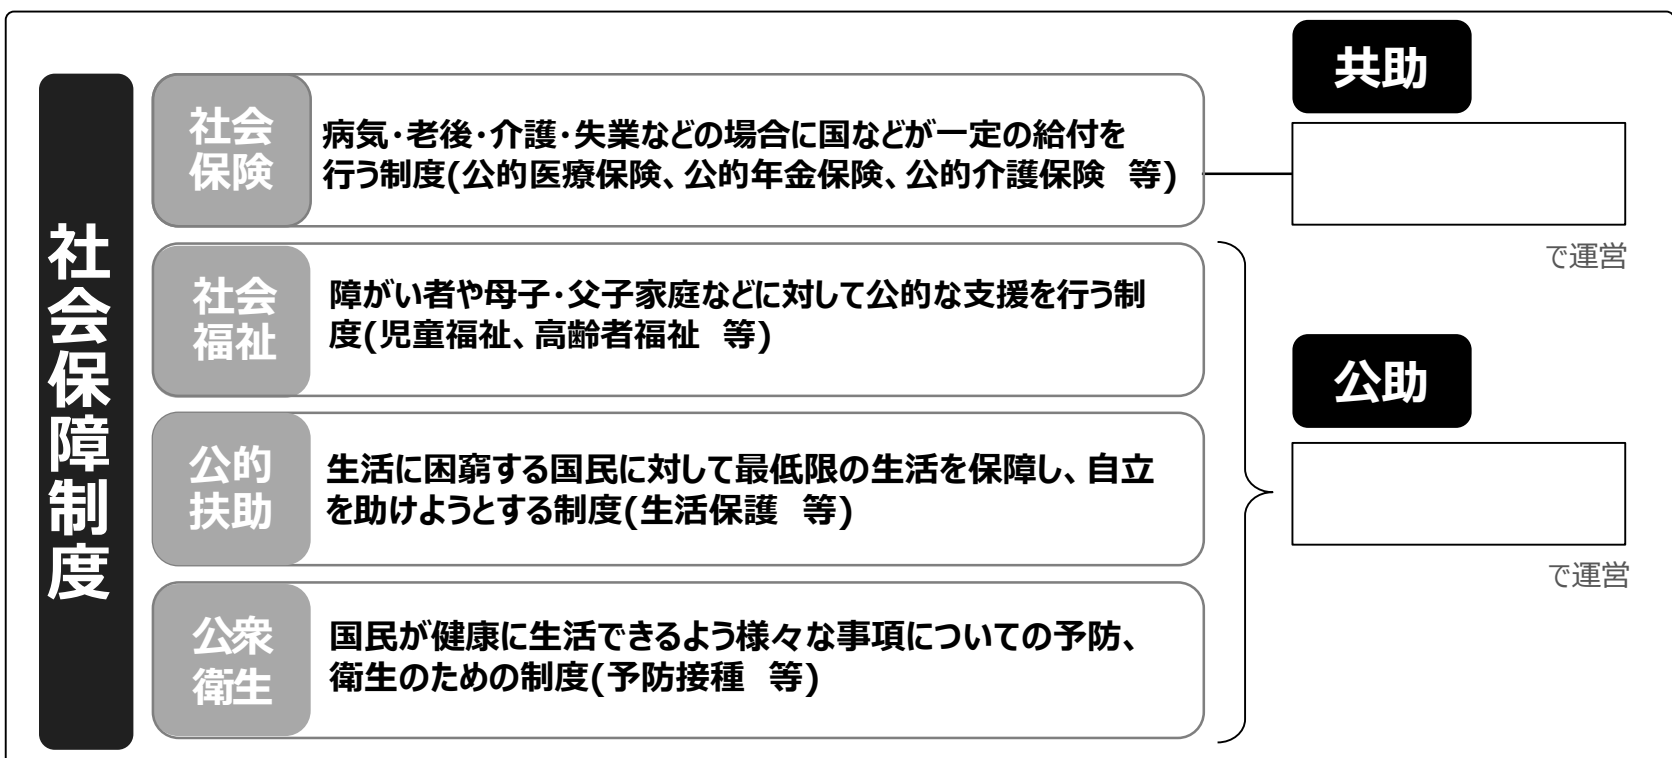 社会保障制度
社会
保険
病気・老後・介護・失業などの場合に国などが一定の給付を
行う制度(公的医療保険、公的年金保険、公的介護保険 等)
共助
で運営
社会
福祉
障がい者や母子・父子家庭などに対して公的な支援を行う制
度(児童福祉、高齢者福祉 等)
公的
扶助
生活に困窮する国民に対して最低限の生活を保障し、自立
を助けようとする制度(生活保護 等)
公衆
衛生
国民が健康に生活できるよう様々な事項についての予防、
衛生のための制度(予防接種 等)
公助
で運営